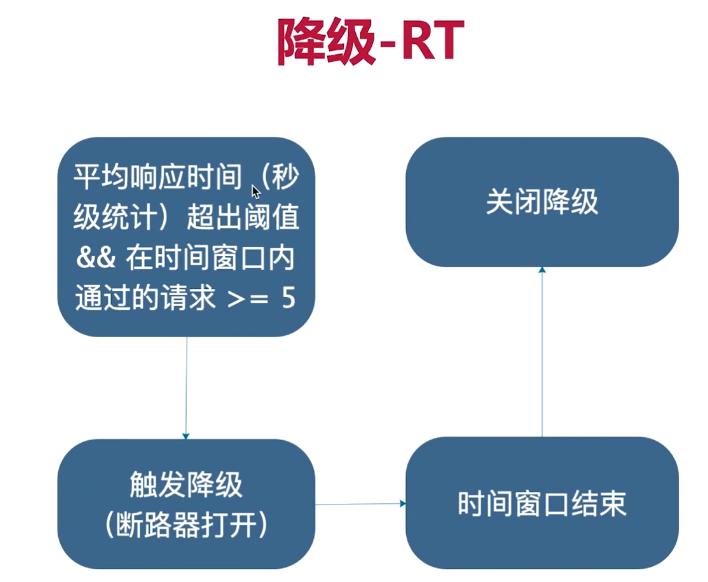 降级-RT
平均响应时间（秒
级统计）超出阈值
&& 在时间窗口内
通过的请求 >= 5
关闭降级
触发降级
（断路器打开）
时间窗口结束